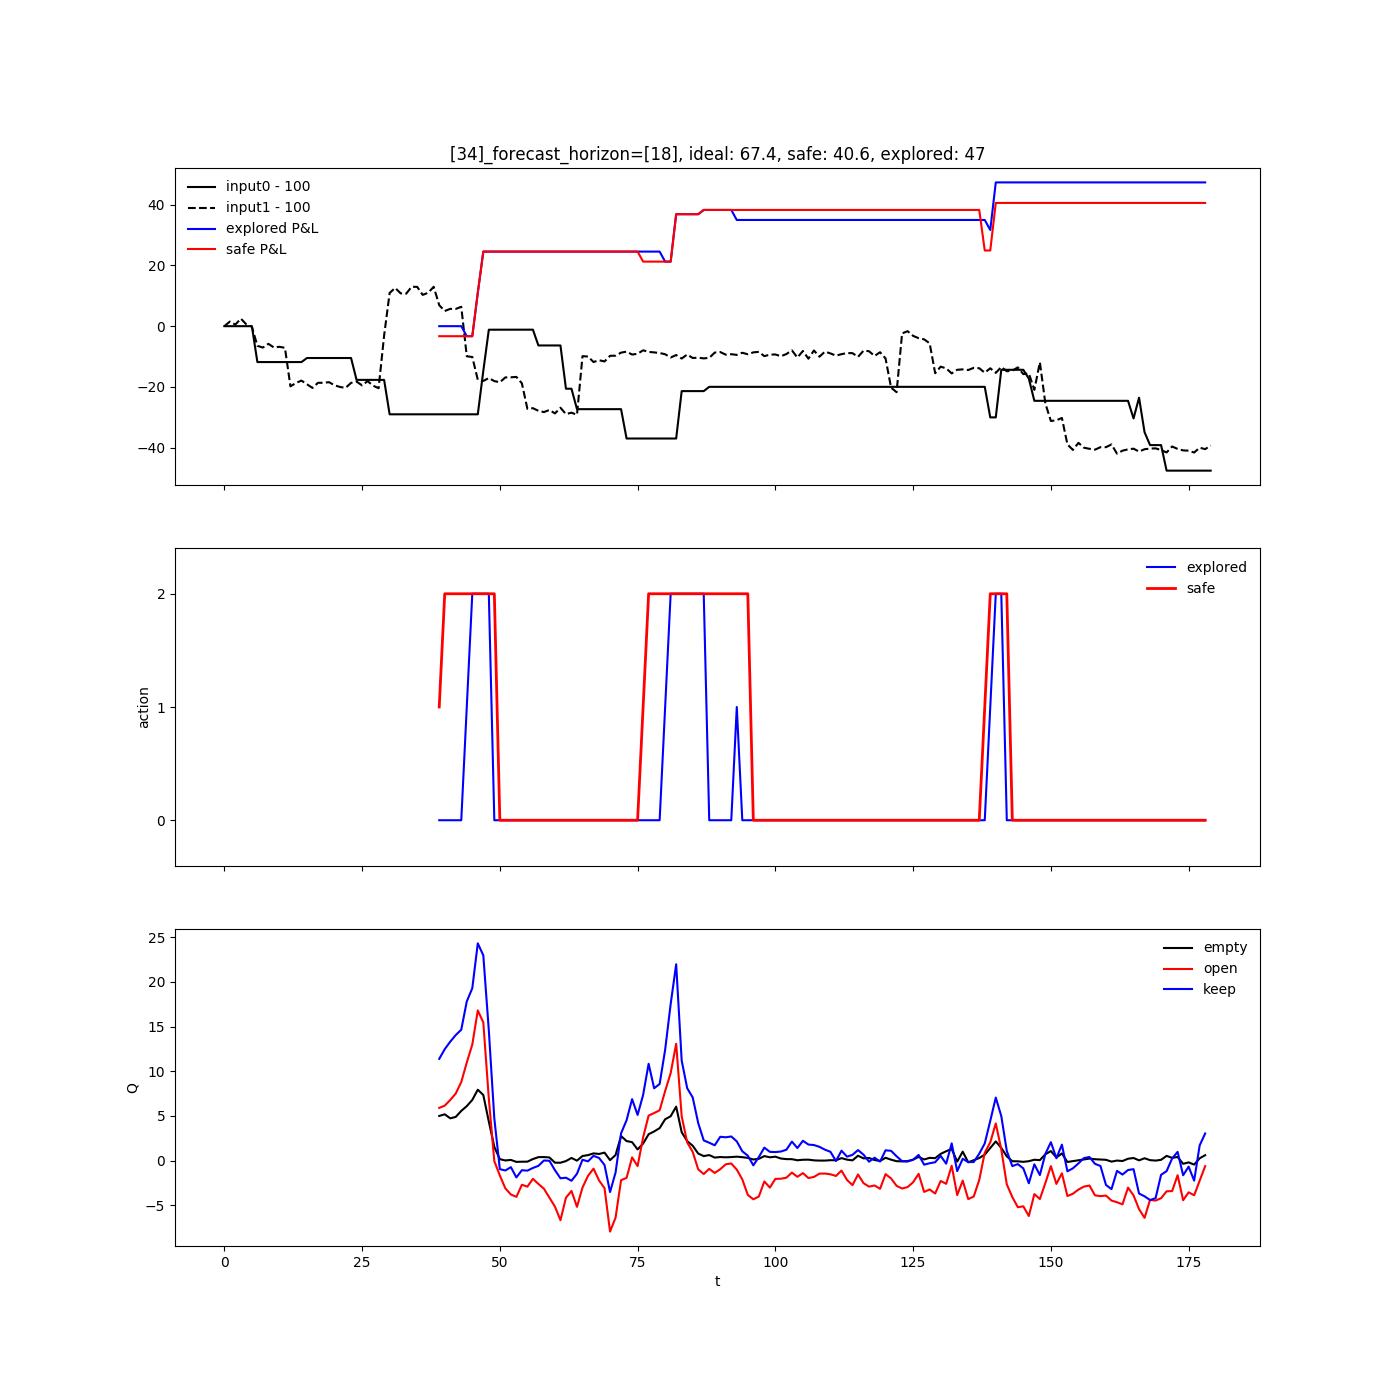 [34]_forecast_horizon=[18], ideal: 67.4, safe: 40.6, explored: 47
input0 - 100
input1 - 100
explored P&L
safe P&L
40
20
0
−20
−40
explored
safe
2
1
0
action
empty
open
keep
25
20
15
10
5
0
−5
Q
0 25 50 75 100 125 150 175
t